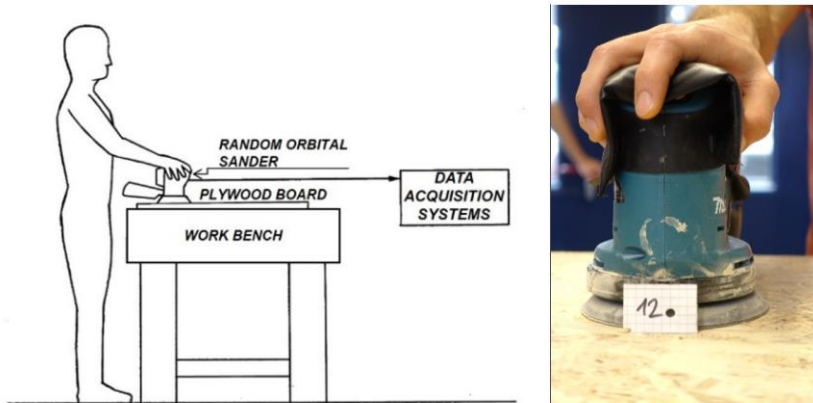 RANDOM ORBITAL
SANDER
DATA
ACQUISITION
SYSTEMS
PLYWOOD BOARD
WORK BENCH
12.